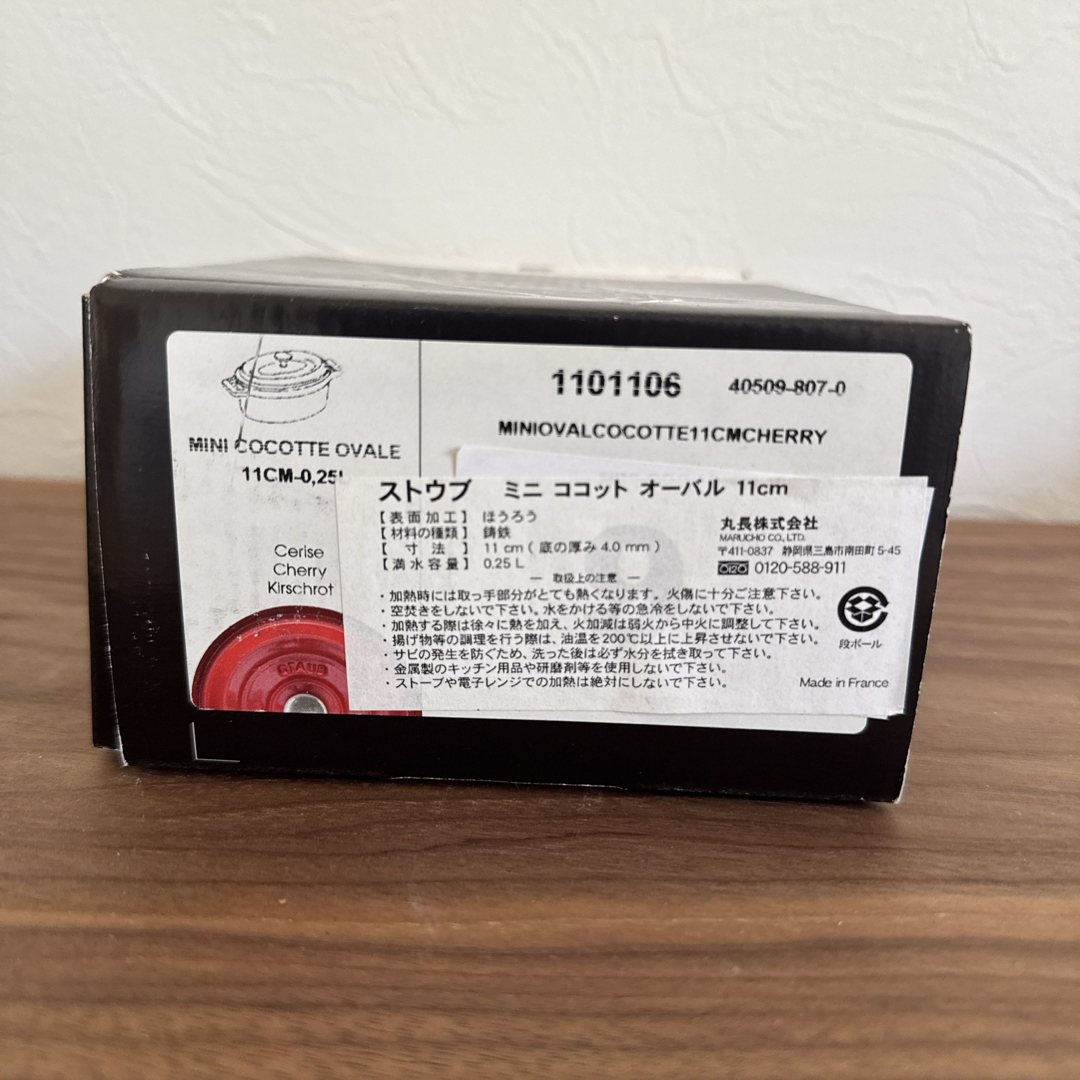 1101106 40509-807-0
MINIOVALCOCOTTE11CMCHERRY
MINI COCOTTE OVALE
11CM-0,25L
Cerise
Cherry
Kirschrot
STAUB
ストウブ ミニ ココット オーバル 11cm
【表面加工】 ほうろう
【材料の種類】 鋳鉄
【寸法】 11 cm ( 底の厚み 4.0 mm )
【満水容量】 0.25 L
丸長株式会社
MARUCHO CO., LTD.
〒411-0837 静岡県三島市南田町 5-45
0120-588-911
― 取扱上の注意 ―
・加熱時には取っ手部分がとても熱くなります。火傷に十分ご注意下さい。
・空焚きをしないで下さい。水をかける等の急冷をしないで下さい。
・加熱する際は徐々に熱を加え、火加減は弱火から中火に調整して下さい。
・揚げ物等の調理を行う際は、油温を200℃以上に上昇させないで下さい。
・サビの発生を防ぐため、洗った後は必ず水分を拭き取って下さい。
・金属製のキッチン用品や研磨剤等を使用しないで下さい。
・ストーブや電子レンジでの加熱は絶対にしないで下さい。
段ボール
Made in France